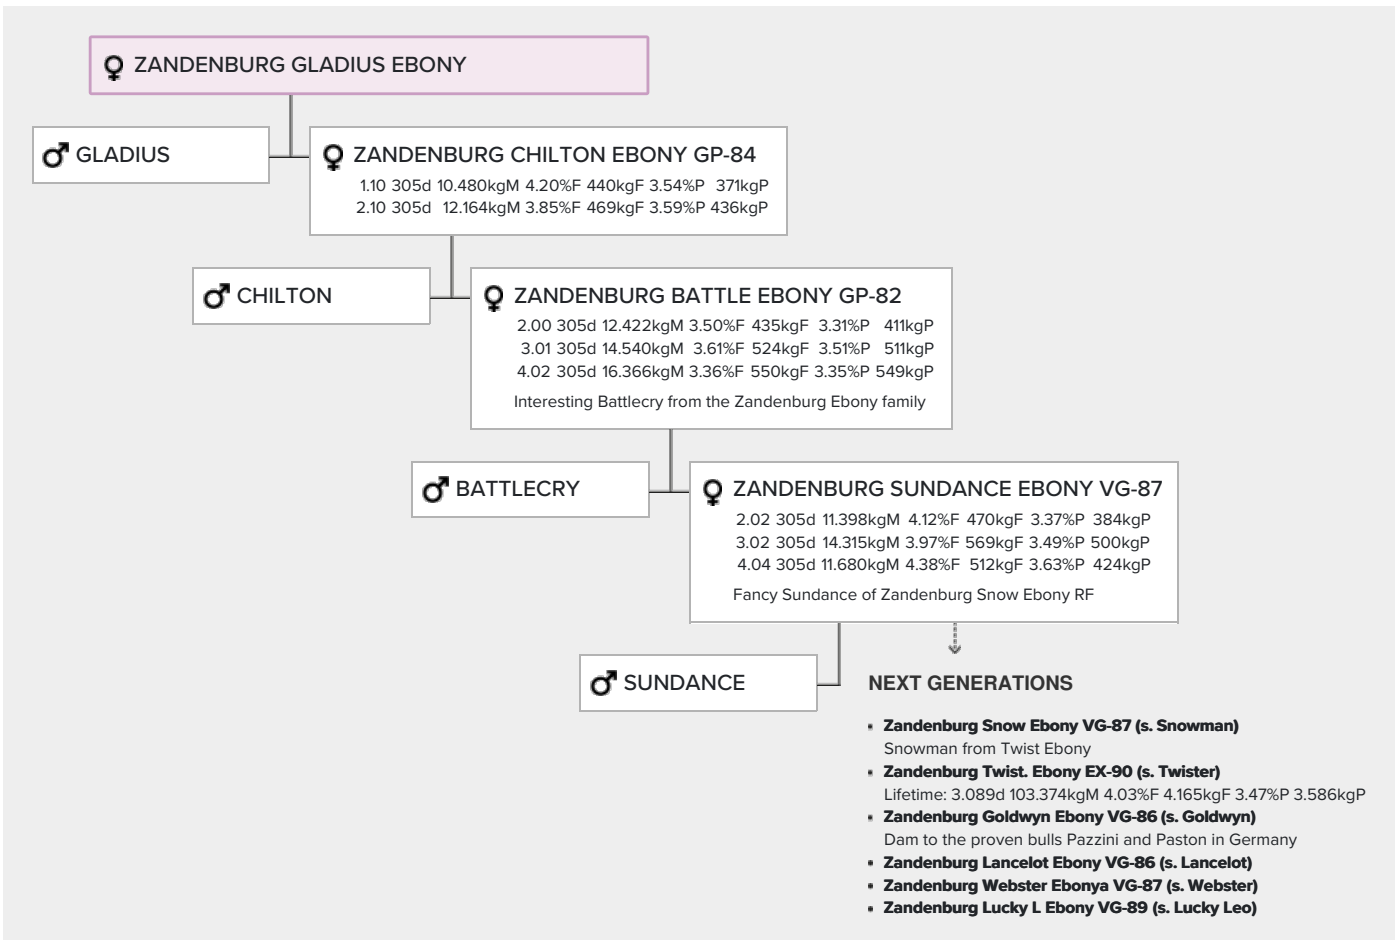 ZANDENBURG GLADIUS EBONY
GLADIUS
ZANDENBURG CHILTON EBONY GP-84
1.10 305d 10.480kgM 4.20%F 440kgF 3.54%P 371kgP
2.10 305d 12.164kgM 3.85%F 469kgF 3.59%P 436kgP
CHILTON
ZANDENBURG BATTLE EBONY GP-82
2.00 305d 12.422kgM 3.50%F 435kgF 3.31%P 411kgP
3.01 305d 14.540kgM 3.61%F 524kgF 3.51%P 511kgP
4.02 305d 16.366kgM 3.36%F 550kgF 3.35%P 549kgP
Interesting Battlecry from the Zandenburg Ebony family
BATTLECRY
ZANDENBURG SUNDANCE EBONY VG-87
2.02 305d 11.398kgM 4.12%F 470kgF 3.37%P 384kgP
3.02 305d 14.315kgM 3.97%F 569kgF 3.49%P 500kgP
4.04 305d 11.680kgM 4.38%F 512kgF 3.63%P 424kgP
Fancy Sundance of Zandenburg Snow Ebony RF
SUNDANCE
NEXT GENERATIONS
▪ Zandenburg Snow Ebony VG-87 (s. Snowman)
Snowman from Twist Ebony
▪ Zandenburg Twist. Ebony EX-90 (s. Twister)
Lifetime: 3.089d 103.374kgM 4.03%F 4.165kgF 3.47%P 3.586kgP
▪ Zandenburg Goldwyn Ebony VG-86 (s. Goldwyn)
Dam to the proven bulls Pazzini and Paston in Germany
▪ Zandenburg Lancelot Ebony VG-86 (s. Lancelot)
▪ Zandenburg Webster Ebonya VG-87 (s. Webster)
▪ Zandenburg Lucky L Ebony VG-89 (s. Lucky Leo)